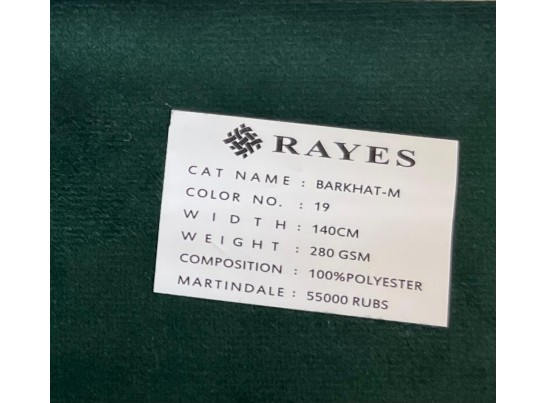 RAYES
CAT NAME : BARKHAT-M
COLOR NO. : 19
WIDTH : 140CM
WEIGHT : 280 GSM
COMPOSITION : 100%POLYESTER
MARTINDALE : 55000 RUBS